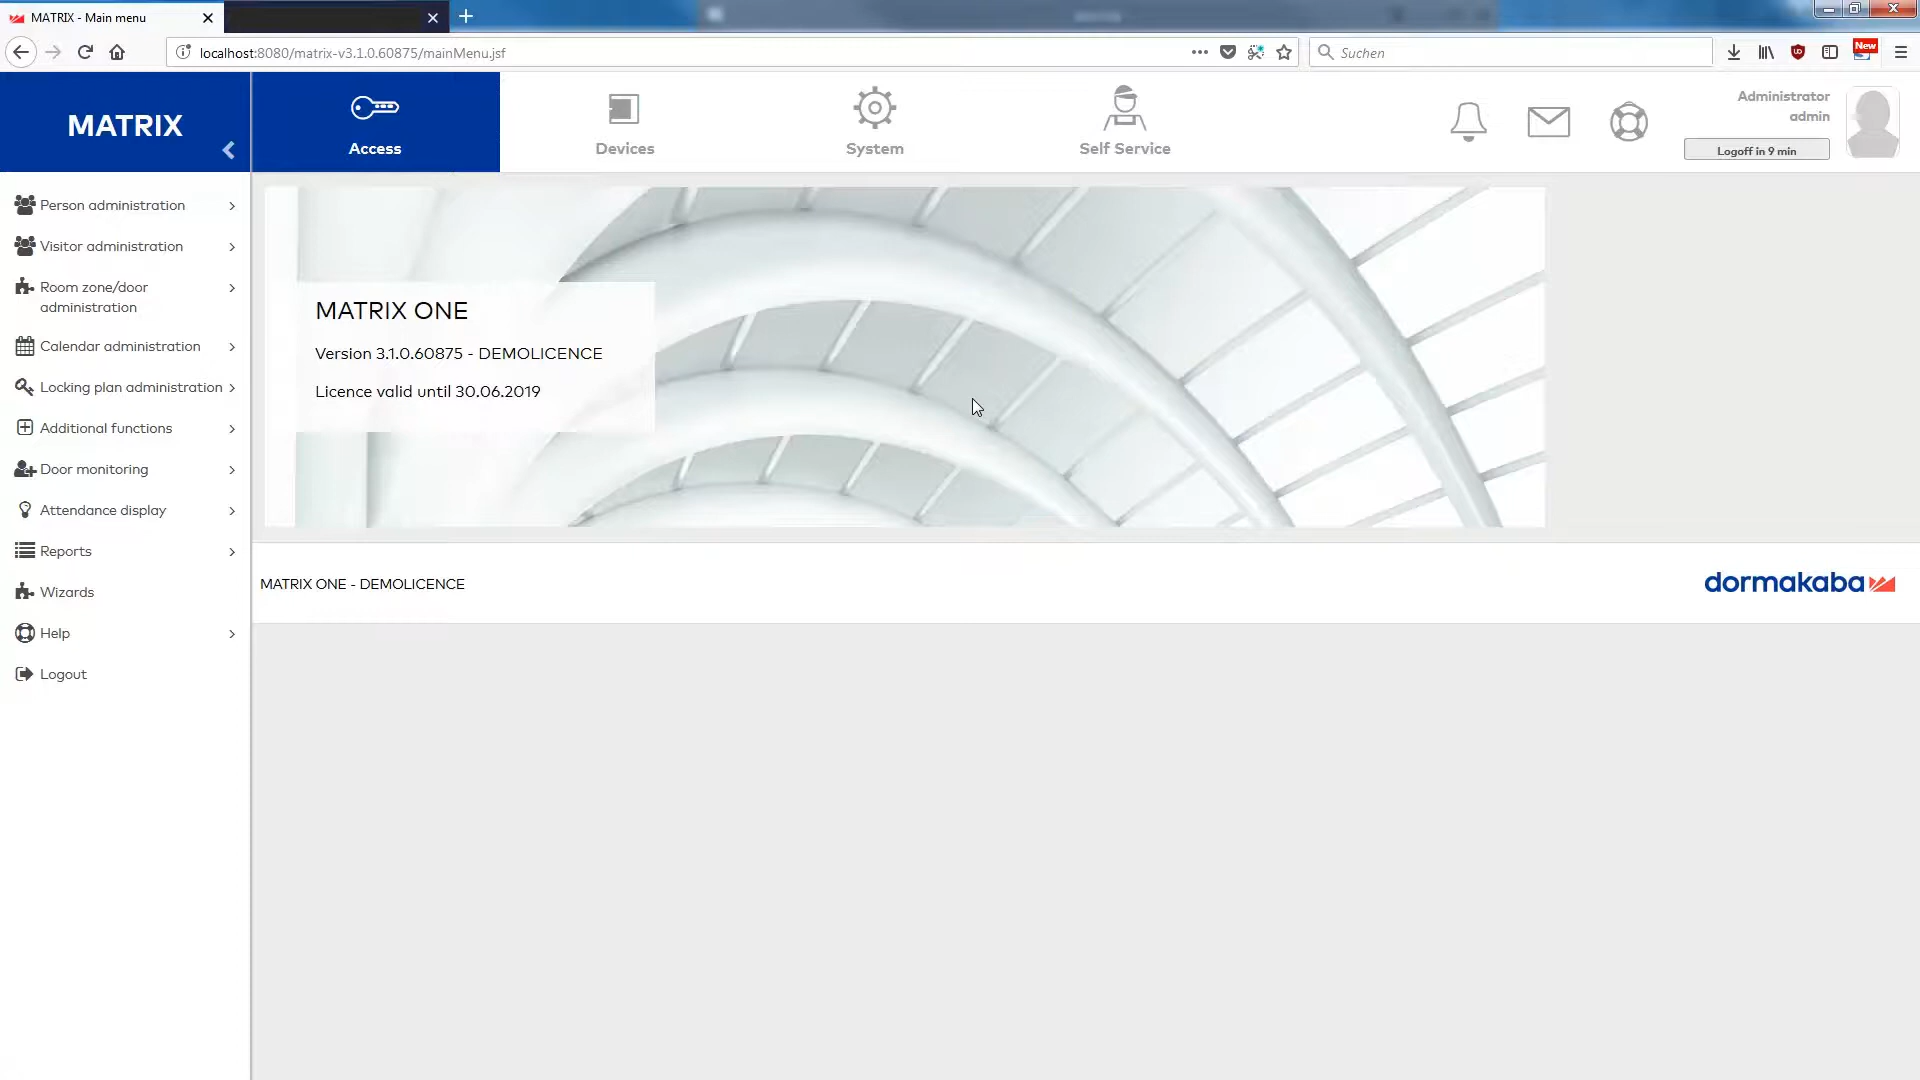 MATRIX - Main menu
localhost:8080/matrix-v3.1.0.60875/mainMenu.jsf
Suchen
New
MATRIX
Access
Devices
System
Self Service
Administrator
admin
Logoff in 9 min
Person administration
Visitor administration
Room zone/door
administration
Calendar administration
Locking plan administration
Additional functions
Door monitoring
Attendance display
Reports
Wizards
Help
Logout
MATRIX ONE
Version 3.1.0.60875 - DEMOLICENCE
Licence valid until 30.06.2019
MATRIX ONE - DEMOLICENCE
dormakaba